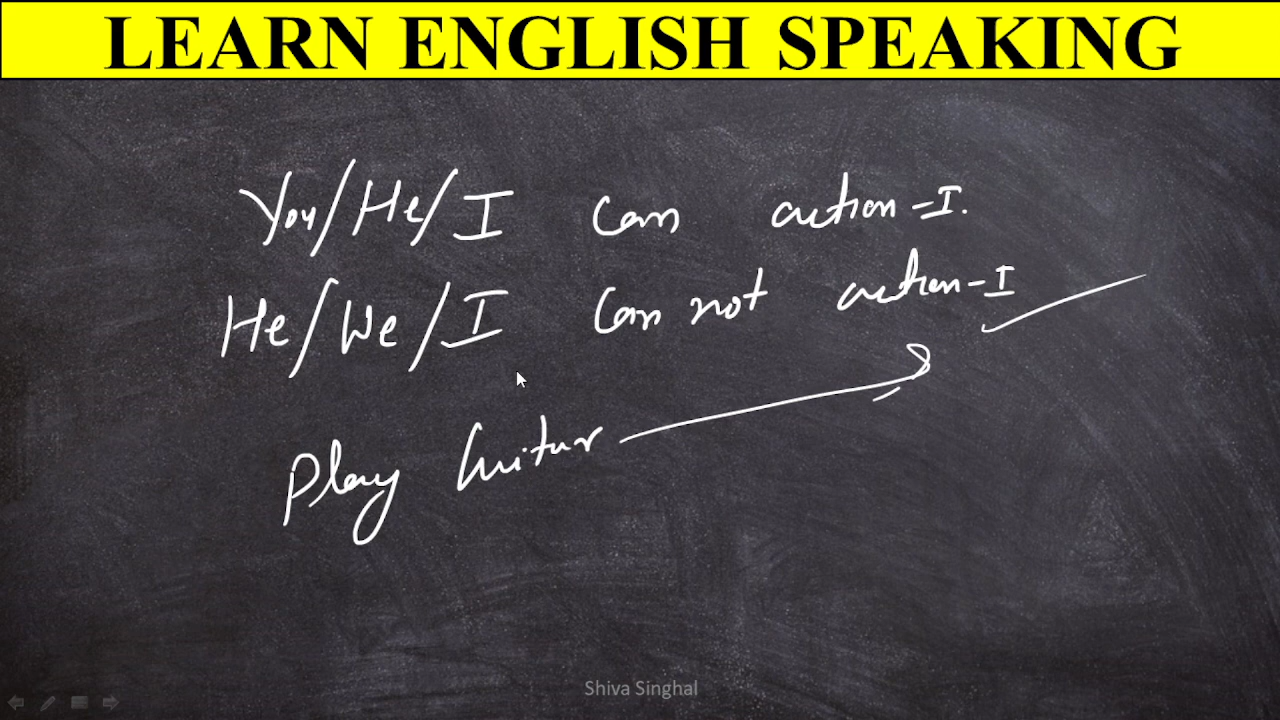 LEARN ENGLISH SPEAKING
You/He/I can action-I.
He/We/I can not action-I
Play Guitar
Shiva Singhal